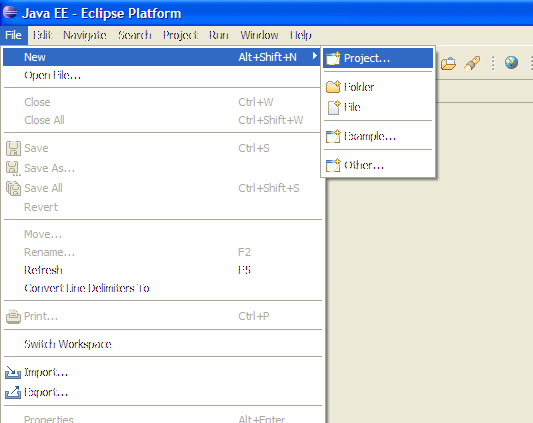 Java EE - Eclipse Platform
File Edit Navigate Search Project Run Window Help
New Alt+Shift+N
Project...
Open File...
Folder
Close Ctrl+W
File
Close All Ctrl+Shift+W
Example...
Save Ctrl+S
Save As...
Other...
Save All Ctrl+Shift+S
Revert
Move...
Rename... F2
Refresh F5
Convert Line Delimiters To
Print... Ctrl+P
Switch Workspace
Import...
Export...
Properties Alt+Enter